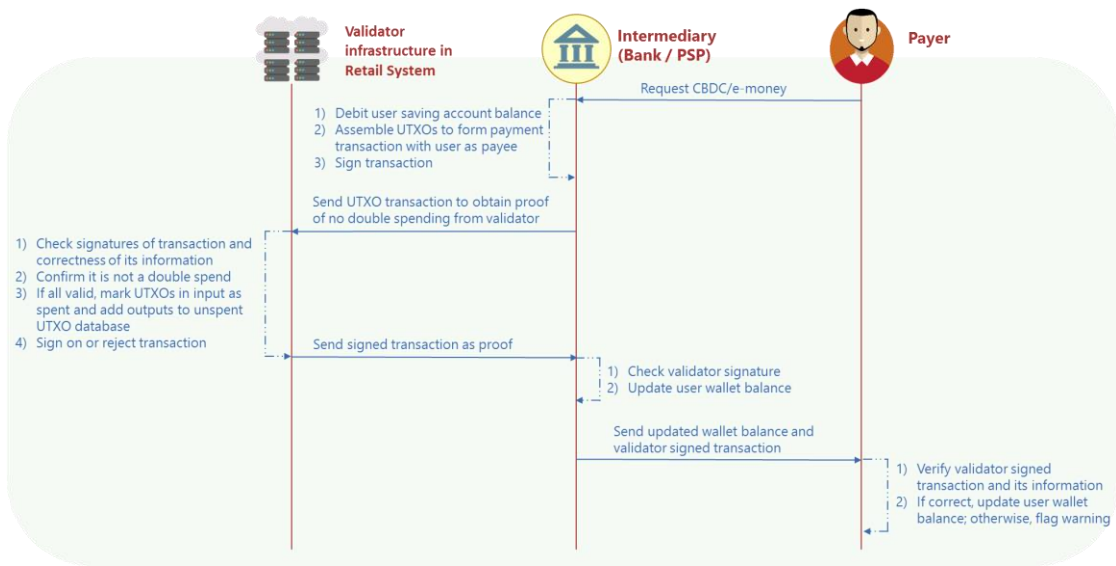 Validator
infrastructure in
Retail System
Intermediary
(Bank / PSP)
Payer
Request CBDC/e-money
1) Debit user saving account balance
2) Assemble UTXOs to form payment
transaction with user as payee
3) Sign transaction
Send UTXO transaction to obtain proof
of no double spending from validator
1) Check signatures of transaction and
correctness of its information
2) Confirm it is not a double spend
3) If all valid, mark UTXOs in input as
spent and add outputs to unspent
UTXO database
4) Sign on or reject transaction
Send signed transaction as proof
1) Check validator signature
2) Update user wallet balance
Send updated wallet balance and
validator signed transaction
1) Verify validator signed
transaction and its information
2) If correct, update user wallet
balance; otherwise, flag warning